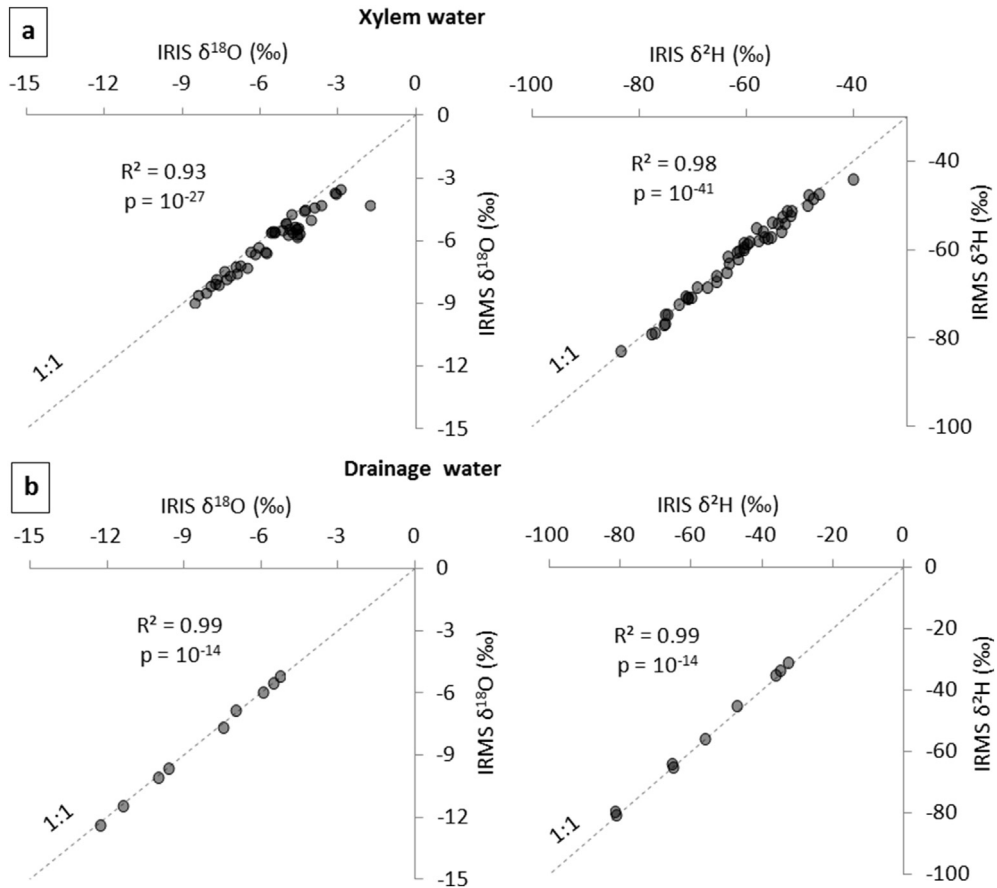 a
Xylem water
IRIS δ¹⁸O (‰)
-15 -12 -9 -6 -3
0
-3
-6
-9
-12
-15
IRMS δ¹⁸O (‰)
R² = 0.93
p = 10⁻²⁷
1:1
IRIS δ²H (‰)
-100 -80 -60 -40
-40
-60
-80
-100
IRMS δ²H (‰)
R² = 0.98
p = 10⁻⁴¹
1:1
b
Drainage water
IRIS δ¹⁸O (‰)
-15 -12 -9 -6 -3 0
0
-3
-6
-9
-12
-15
IRMS δ¹⁸O (‰)
R² = 0.99
p = 10⁻¹⁴
1:1
IRIS δ²H (‰)
-100 -80 -60 -40 -20 0
0
-20
-40
-60
-80
-100
IRMS δ²H (‰)
R² = 0.99
p = 10⁻¹⁴
1:1